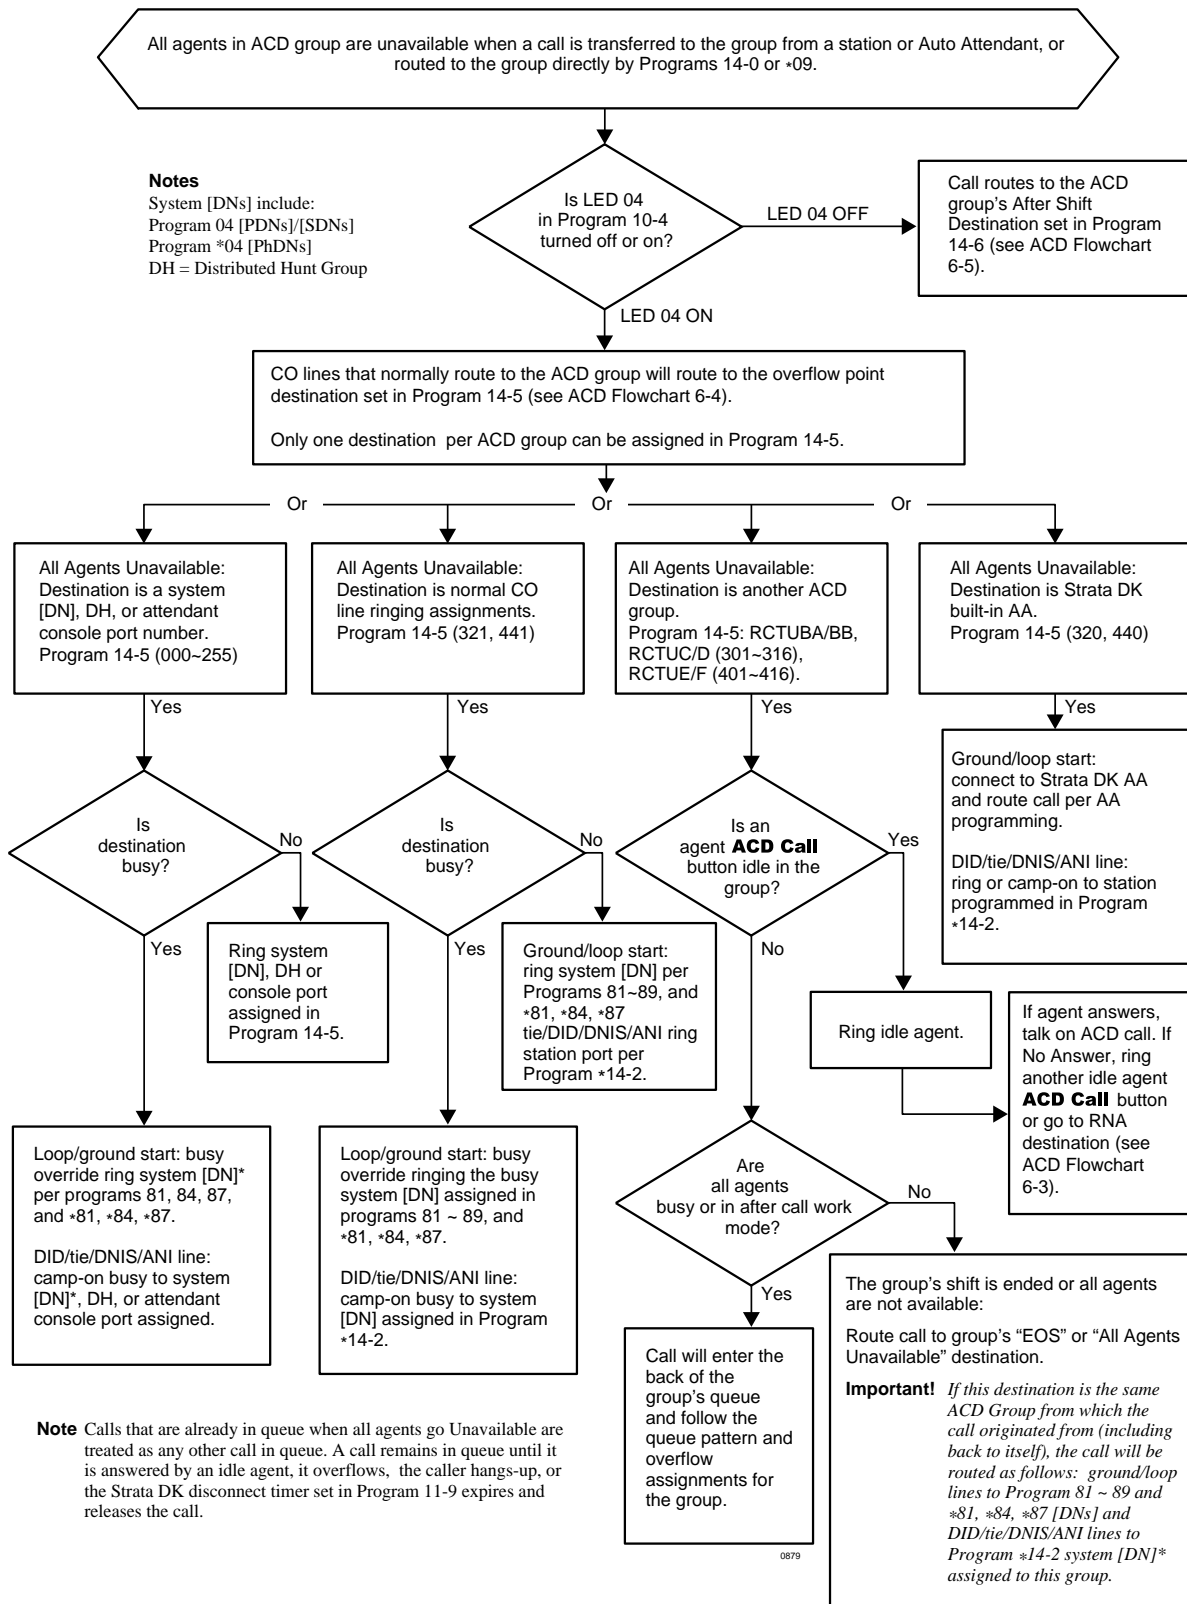 All agents in ACD group are unavailable when a call is transferred to the group from a station or Auto Attendant, or
routed to the group directly by Programs 14-0 or *09.
Notes
System [DNs] include:
Program 04 [PDNs]/[SDNs]
Program *04 [PhDNs]
DH = Distributed Hunt Group
Is LED 04
in Program 10-4
turned off or on?
LED 04 OFF
Call routes to the ACD
group's After Shift
Destination set in Program
14-6 (see ACD Flowchart
6-5).
LED 04 ON
CO lines that normally route to the ACD group will route to the overflow point
destination set in Program 14-5 (see ACD Flowchart 6-4).
Only one destination per ACD group can be assigned in Program 14-5.
Or
Or
Or
All Agents Unavailable:
Destination is a system
[DN], DH, or attendant
console port number.
Program 14-5 (000~255)
All Agents Unavailable:
Destination is normal CO
line ringing assignments.
Program 14-5 (321, 441)
All Agents Unavailable:
Destination is another ACD
group.
Program 14-5: RCTUBA/BB,
RCTUC/D (301~316),
RCTUE/F (401~416).
All Agents Unavailable:
Destination is Strata DK
built-in AA.
Program 14-5 (320, 440)
Yes
Yes
Yes
Yes
Is
destination
busy?
No
Is
destination
busy?
No
Is an
agent ACD Call
button idle in the
group?
Yes
Ground/loop start:
connect to Strata DK AA
and route call per AA
programming.
DID/tie/DNIS/ANI line:
ring or camp-on to station
programmed in Program
*14-2.
Yes
Ring system
[DN], DH or
console port
assigned in
Program 14-5.
Yes
Ground/loop start:
ring system [DN] per
Programs 81~89, and
*81, *84, *87
tie/DID/DNIS/ANI ring
station port per
Program *14-2.
No
Ring idle agent.
If agent answers,
talk on ACD call. If
No Answer, ring
another idle agent
ACD Call button
or go to RNA
destination (see
ACD Flowchart
6-3).
Loop/ground start: busy
override ring system [DN]*
per programs 81, 84, 87,
and *81, *84, *87.
DID/tie/DNIS/ANI line:
camp-on busy to system
[DN]*, DH, or attendant
console port assigned.
Loop/ground start: busy
override ringing the busy
system [DN] assigned in
programs 81 ~ 89, and
*81, *84, *87.
DID/tie/DNIS/ANI line:
camp-on busy to system
[DN] assigned in Program
*14-2.
Are
all agents
busy or in after call work
mode?
No
Yes
Call will enter the
back of the
group's queue
and follow the
queue pattern and
overflow
assignments for
the group.
The group's shift is ended or all agents
are not available:
Route call to group's "EOS" or "All Agents
Unavailable" destination.
Important! If this destination is the same
ACD Group from which the
call originated from (including
back to itself), the call will be
routed as follows: ground/loop
lines to Program 81 ~ 89 and
*81, *84, *87 [DNs] and
DID/tie/DNIS/ANI lines to
Program *14-2 system [DN]*
assigned to this group.
Note Calls that are already in queue when all agents go Unavailable are
treated as any other call in queue. A call remains in queue until it
is answered by an idle agent, it overflows, the caller hangs-up, or
the Strata DK disconnect timer set in Program 11-9 expires and
releases the call.
0879